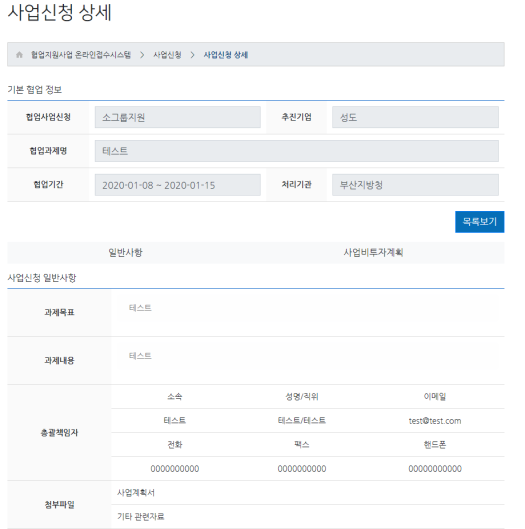 사업신청 상세
협업지원사업 온라인접수시스템 > 사업신청 > 사업신청 상세
기본 협업 정보
협업사업신청 소그룹지원 추진기업 성도
협업과제명 테스트
협업기간 2020-01-08 ~ 2020-01-15 처리기관 부산지방청
목록보기
일반사항 사업비투자계획
사업신청 일반사항
과제목표 테스트
과제내용 테스트
소속 성명/직위 이메일
테스트 테스트/테스트 test@test.com
총괄책임자
전화 팩스 핸드폰
0000000000 0000000000 00000000000
사업계획서
첨부파일
기타 관련자료